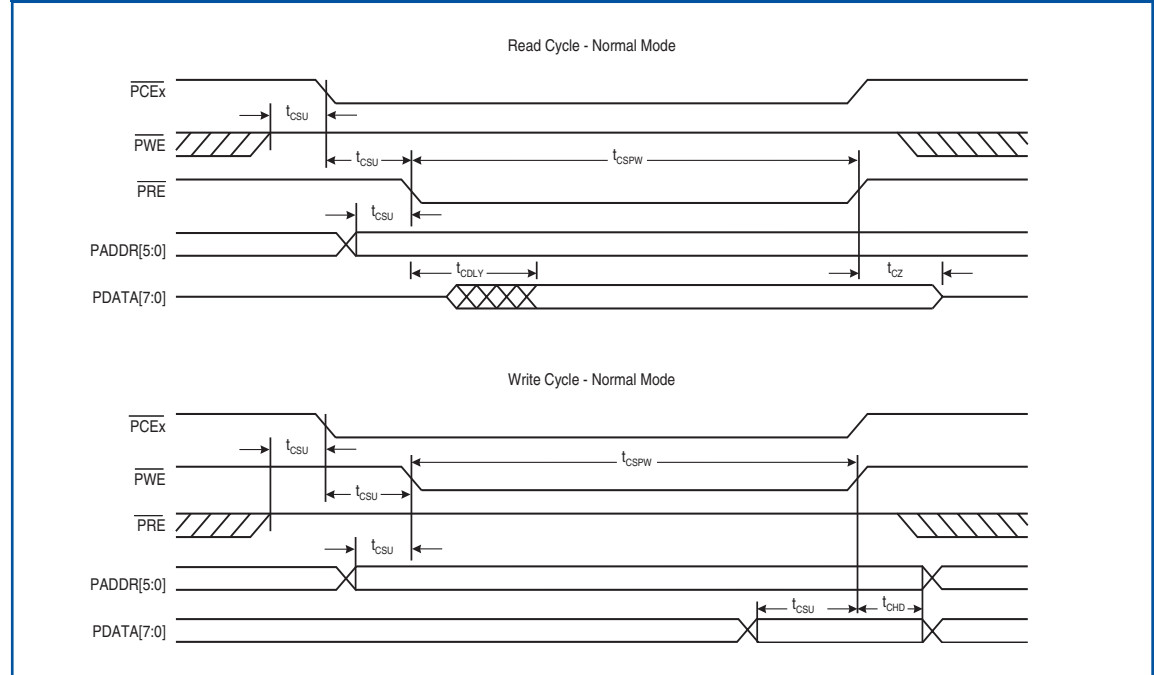 Read Cycle - Normal Mode
PCEx
tCSU
PWE
tCSU
tCSPW
PRE
tCSU
PADDR[5:0]
tCDLY
tCZ
PDATA[7:0]
Write Cycle - Normal Mode
PCEx
tCSU
tCSPW
PWE
tCSU
PRE
tCSU
PADDR[5:0]
tCSU
tCHD
PDATA[7:0]